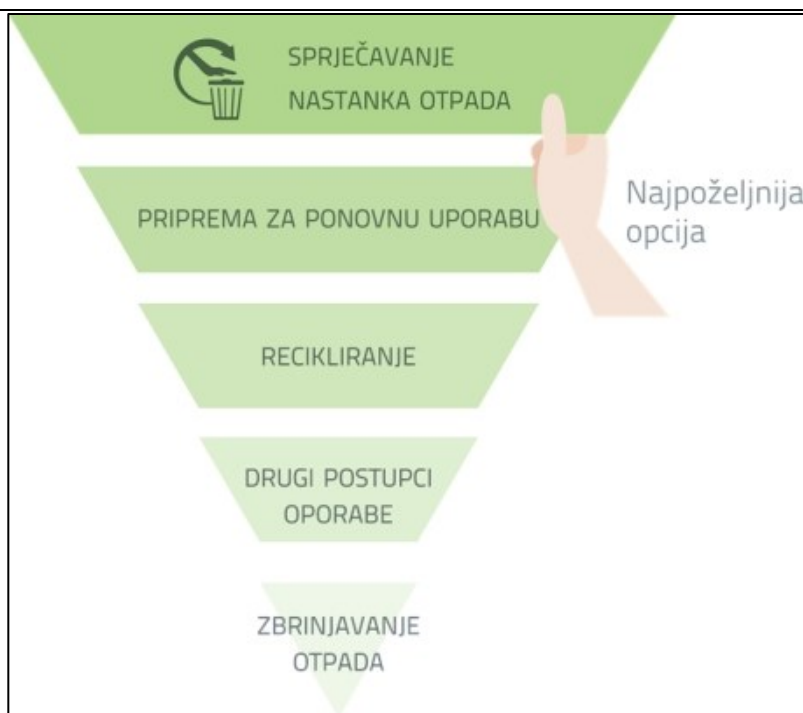 SPRJEČAVANJE
NASTANKA OTPADA
PRIPREMA ZA PONOVNU UPORABU
Najpoželjnija
opcija
RECIKLIRANJE
DRUGI POSTUPCI
OPORABE
ZBRINJAVANJE
OTPADA